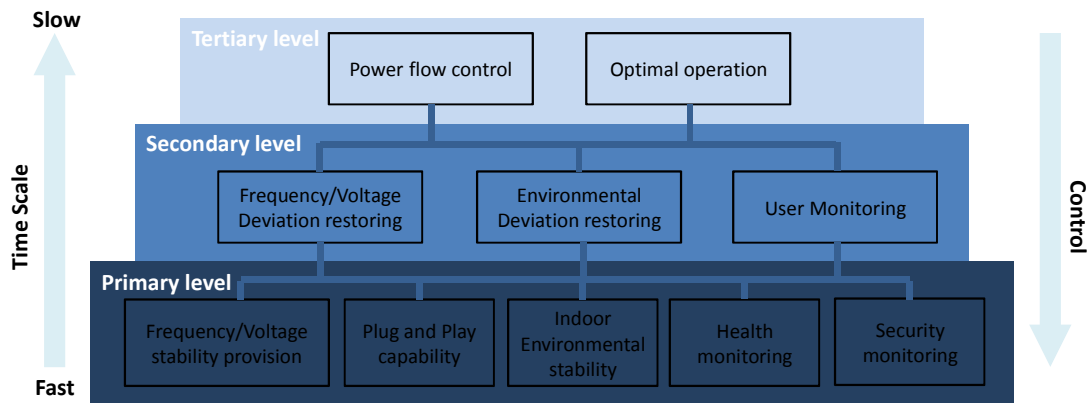 Slow
Tertiary level
Power flow control
Optimal operation
Secondary level
Frequency/Voltage
Deviation restoring
Environmental
Deviation restoring
User Monitoring
Time Scale
Control
Primary level
Frequency/Voltage
stability provision
Plug and Play
capability
Indoor
Environmental
stability
Health
monitoring
Security
monitoring
Fast